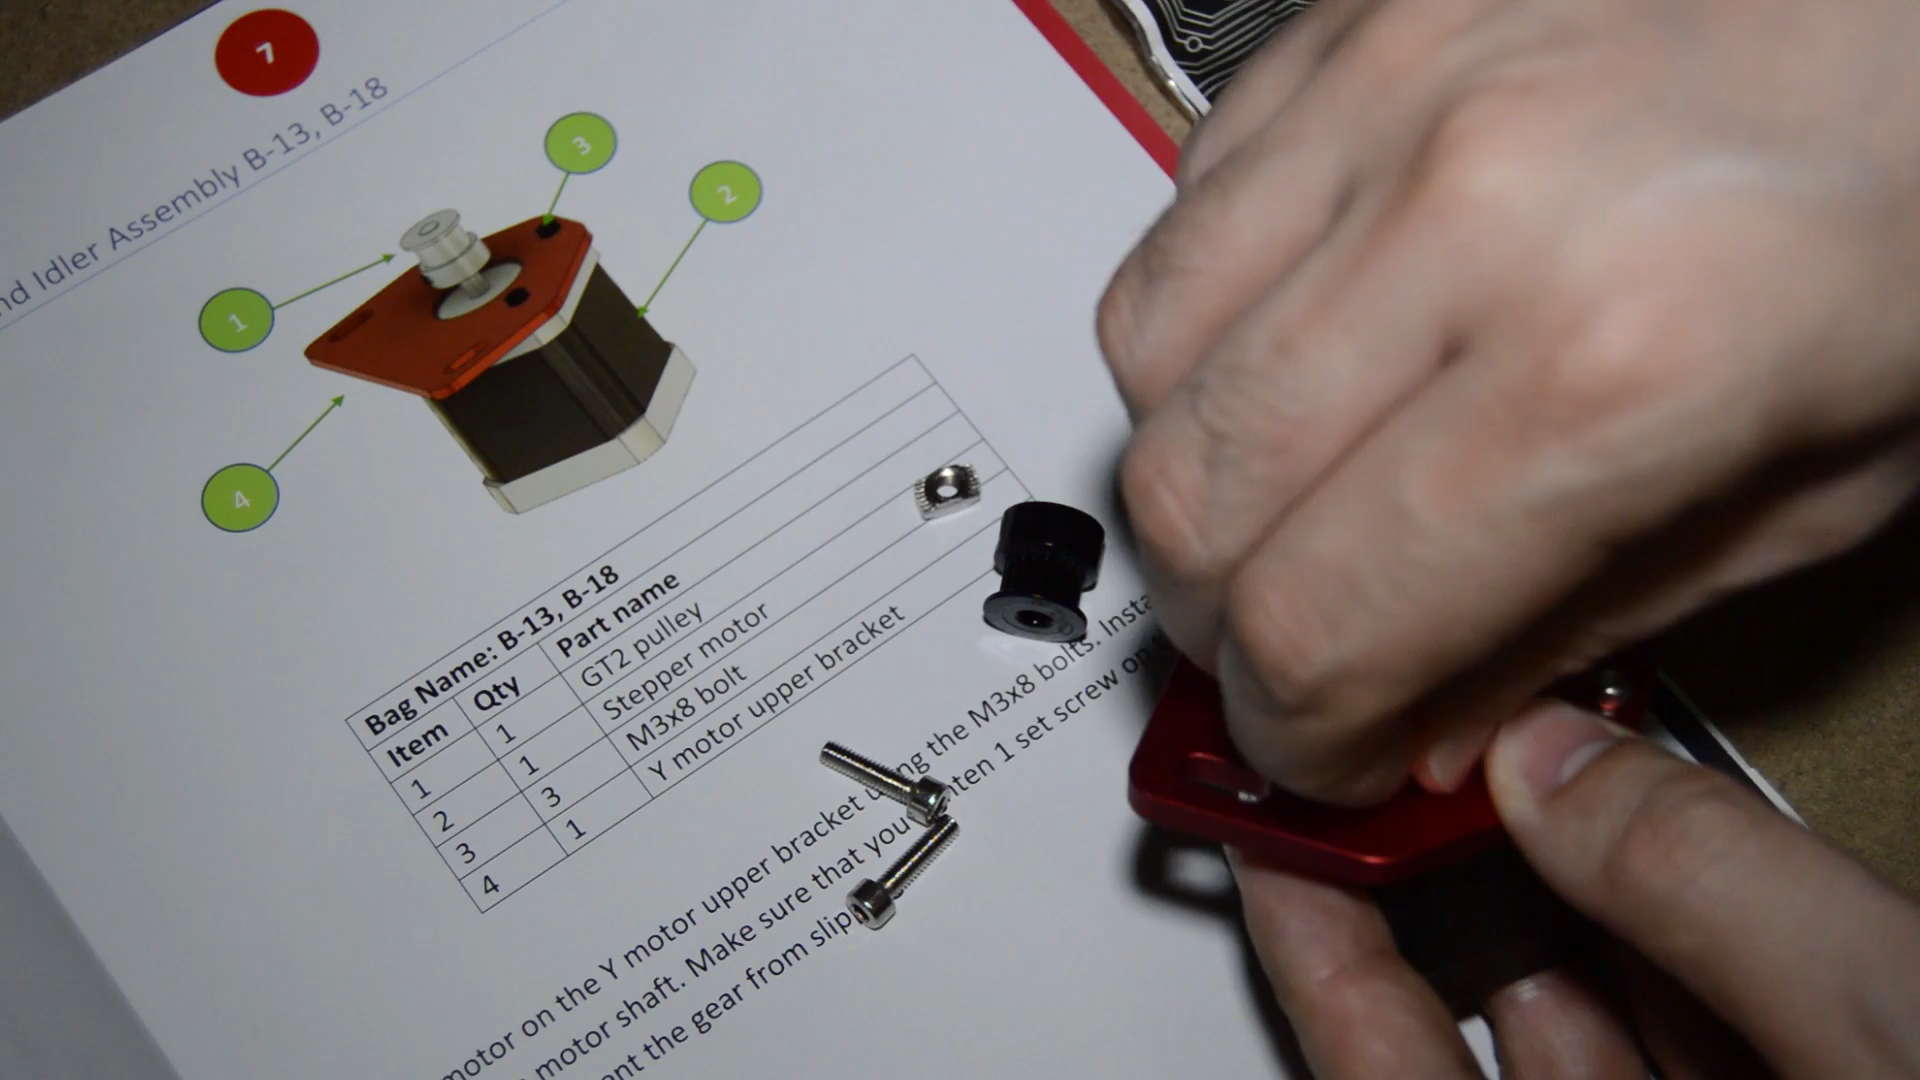 7
nd Idler Assembly B-13, B-18
3
2
1
4
Bag Name: B-13, B-18
Item Qty Part name
1 1 GT2 pulley
2 1 Stepper motor
3 3 M3x8 bolt
4 1 Y motor upper bracket
motor on the Y motor upper bracket using the M3x8 bolts. Insta
motor shaft. Make sure that you hten 1 set screw on
ent the gear from slip